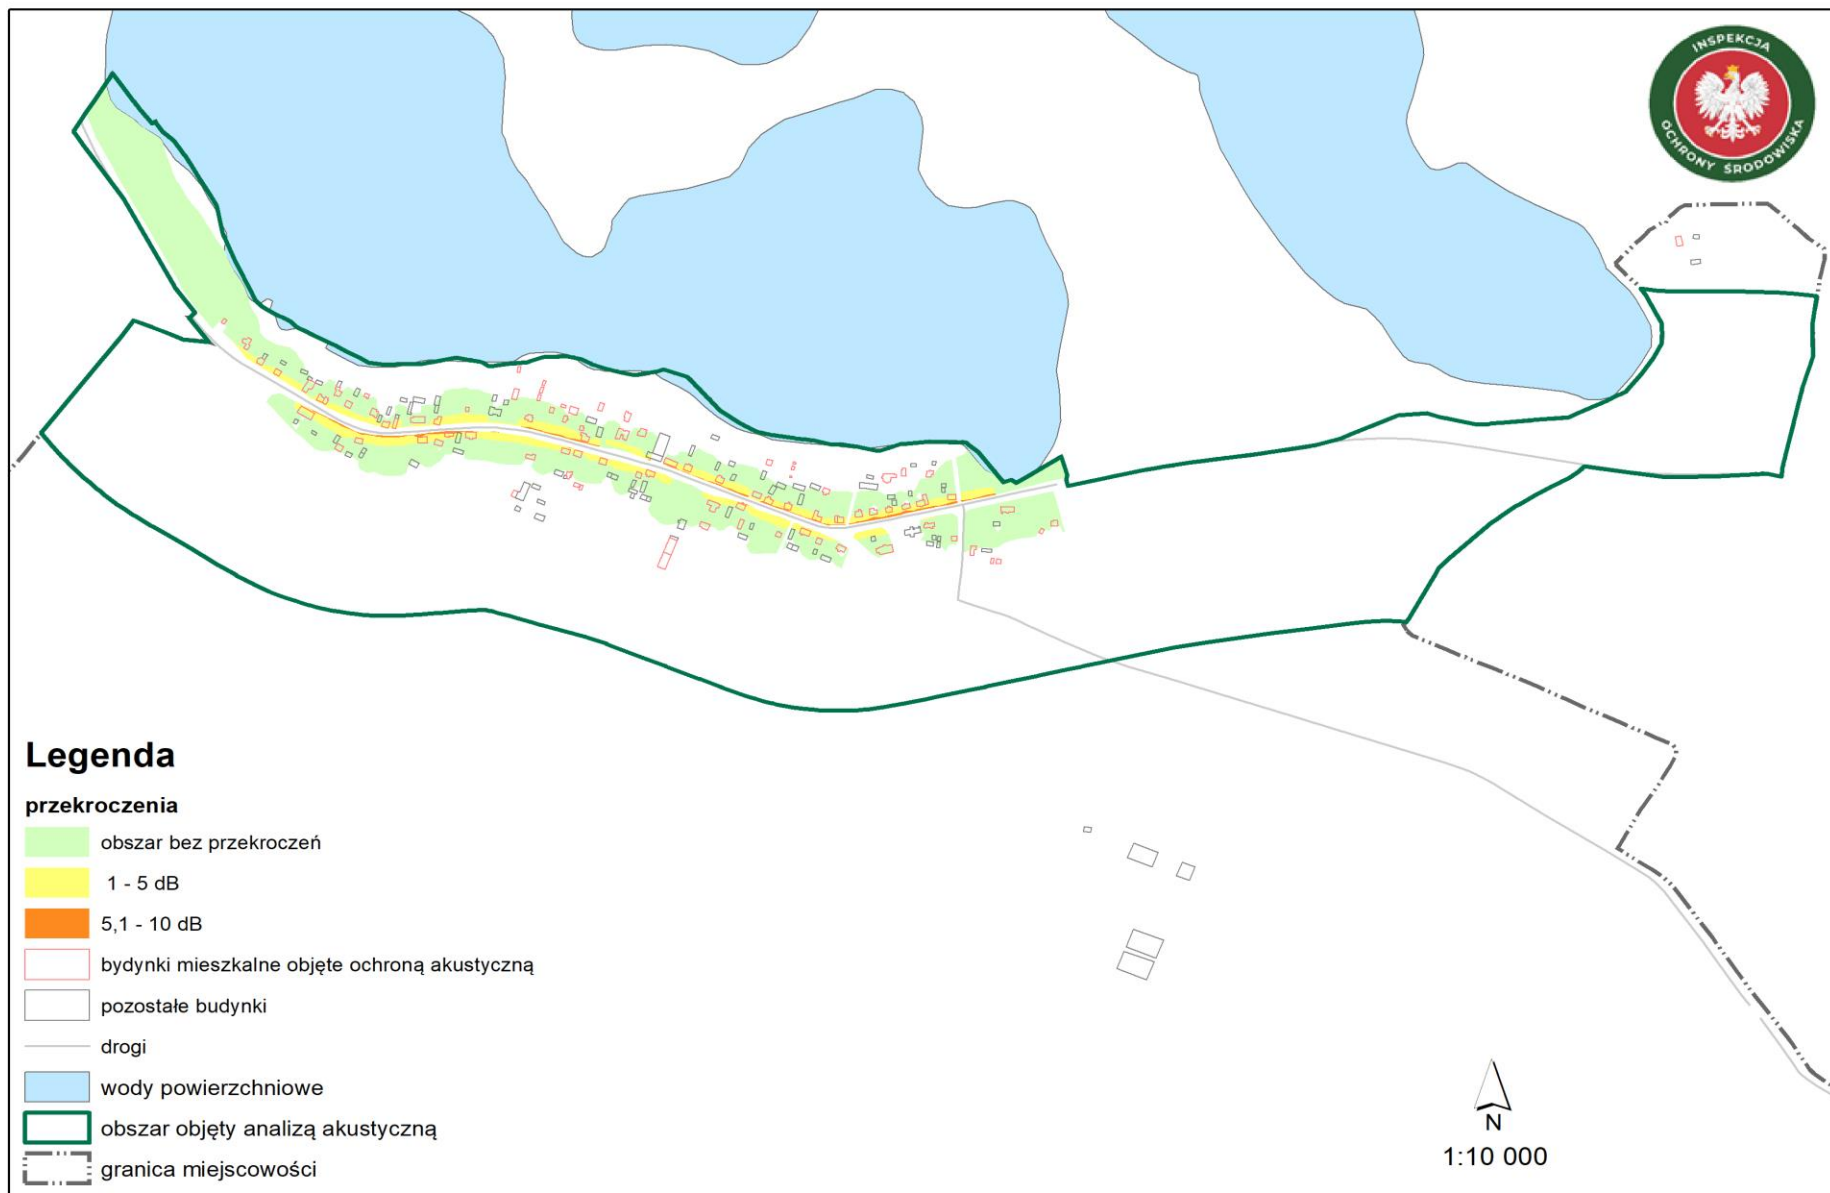 INSPEKCJA
OCHRONY ŚRODOWISKA
Legenda
przekroczenia
obszar bez przekroczeń
1 - 5 dB
5,1 - 10 dB
bydynki mieszkalne objęte ochroną akustyczną
pozostałe budynki
drogi
wody powierzchniowe
obszar objęty analizą akustyczną
granica miejscowości
N
1:10 000